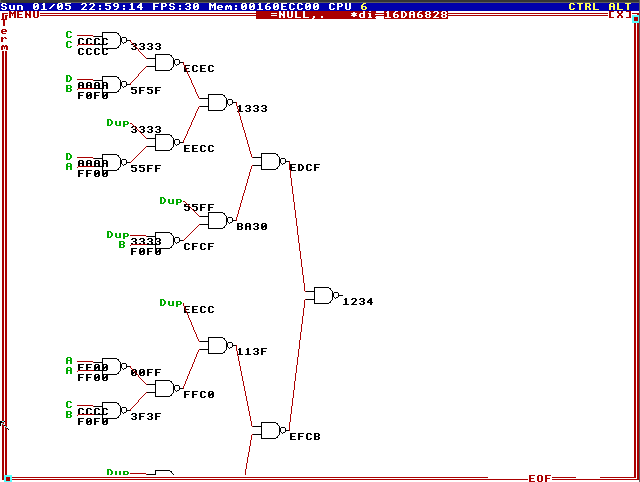 Sun 01/05 22:59:14 FPS:30 Mem:00160ECC00 CPU 6 CTRL ALT
MENU =NULL,. *di=16DA6828 [X]
Term
C CCCC
C CCCC
3333
ECEC
D AAAA
B F0F0
5F5F
1333
Dup 3333
EECC
D AAAA
A FF00
55FF
EDCF
Dup 55FF
BA30
Dup 3333
B F0F0
CFCF
1234
Dup EECC
113F
A
A FF00
00FF
FFC0
C CCCC
B F0F0
3F3F
EFCB
Dup
EOF